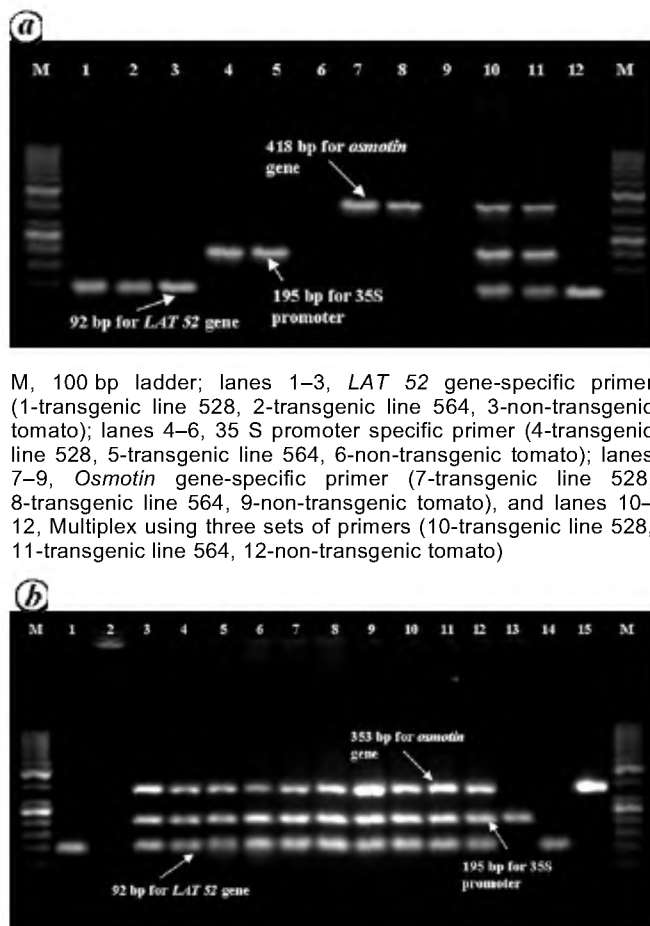 a
M 1 2 3 4 5 6 7 8 9 10 11 12 M
418 bp for osmotin
gene
195 bp for 35S
promoter
92 bp for LAT 52 gene
M, 100 bp ladder; lanes 1–3, LAT 52 gene-specific primer
(1-transgenic line 528, 2-transgenic line 564, 3-non-transgenic
tomato); lanes 4–6, 35 S promoter specific primer (4-transgenic
line 528, 5-transgenic line 564, 6-non-transgenic tomato); lanes
7–9, Osmotin gene-specific primer (7-transgenic line 528
8-transgenic line 564, 9-non-transgenic tomato), and lanes 10–
12, Multiplex using three sets of primers (10-transgenic line 528,
11-transgenic line 564, 12-non-transgenic tomato)
b
M 1 2 3 4 5 6 7 8 9 10 11 12 13 14 15 M
353 bp for osmotin
gene
195 bp for 35S
promoter
92 bp for LAT 52 gene